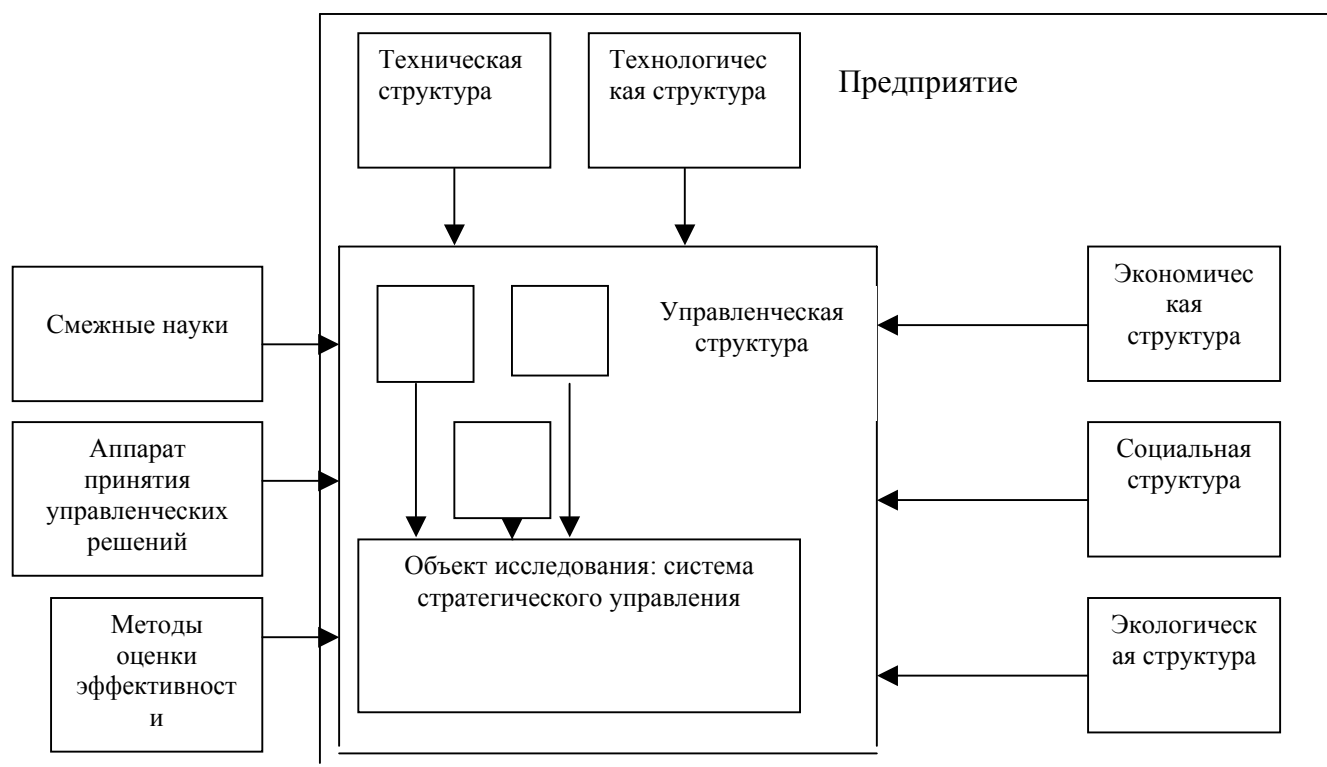 Техническая
структура
Технологичес
кая структура
Предприятие
Смежные науки
Аппарат
принятия
управленческих
решений
Методы
оценки
эффективност
и
Управленческая
структура
Объект исследования: система
стратегического управления
Экономичес
кая
структура
Социальная
структура
Экологическ
ая структура